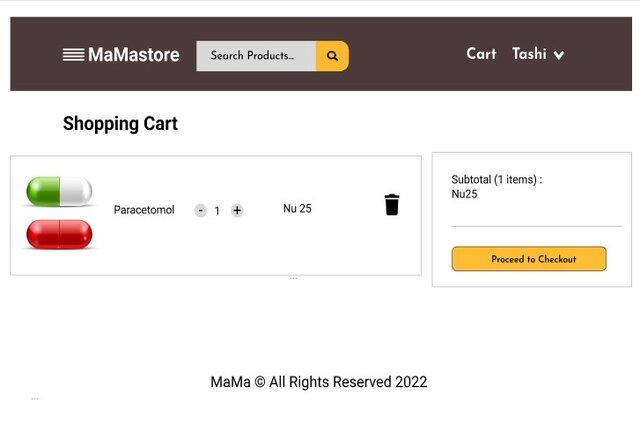 MaMastore
Search Products...
Cart
Tashi
Shopping Cart
Paracetomol
- 1 +
Nu 25
Subtotal (1 items) :
Nu25
Proceed to Checkout
...
MaMa © All Rights Reserved 2022
...